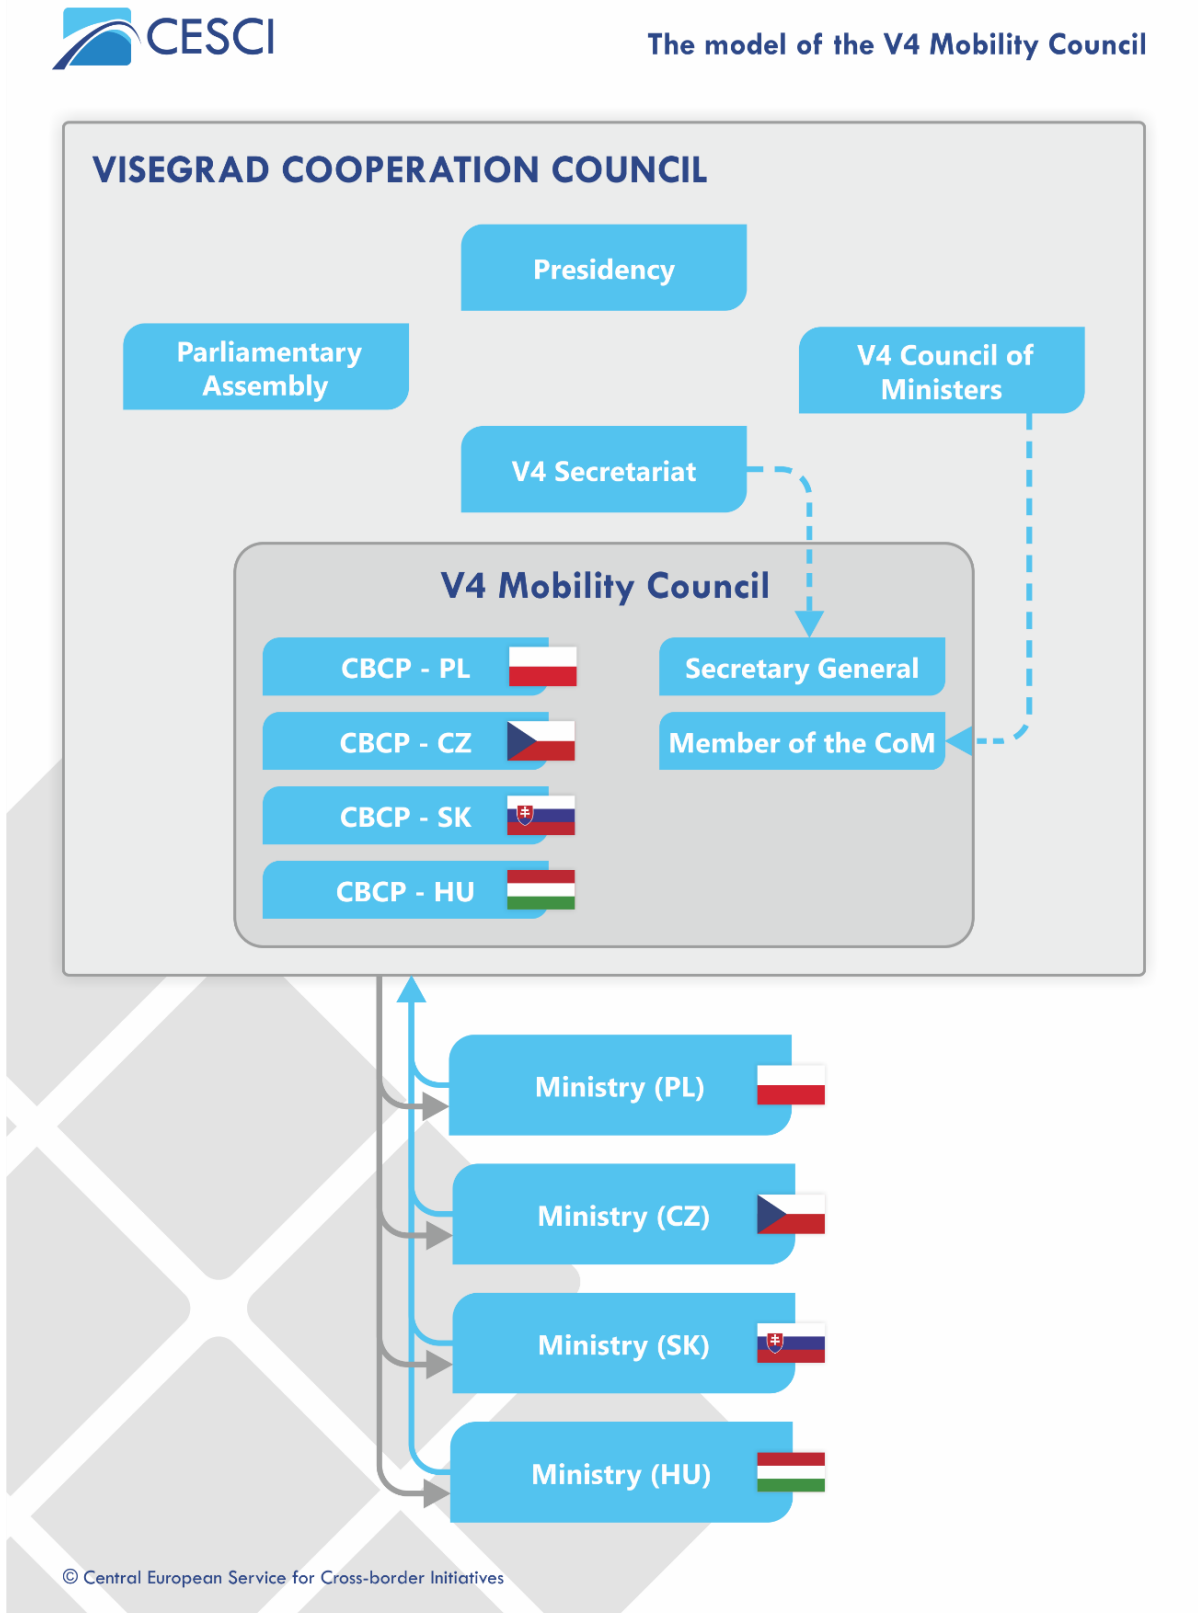 CESCI
The model of the V4 Mobility Council
VISEGRAD COOPERATION COUNCIL
Presidency
Parliamentary
Assembly
V4 Council of
Ministers
V4 Secretariat
V4 Mobility Council
CBCP - PL
CBCP - CZ
CBCP - SK
CBCP - HU
Secretary General
Member of the CoM
Ministry (PL)
Ministry (CZ)
Ministry (SK)
Ministry (HU)
© Central European Service for Cross-border Initiatives